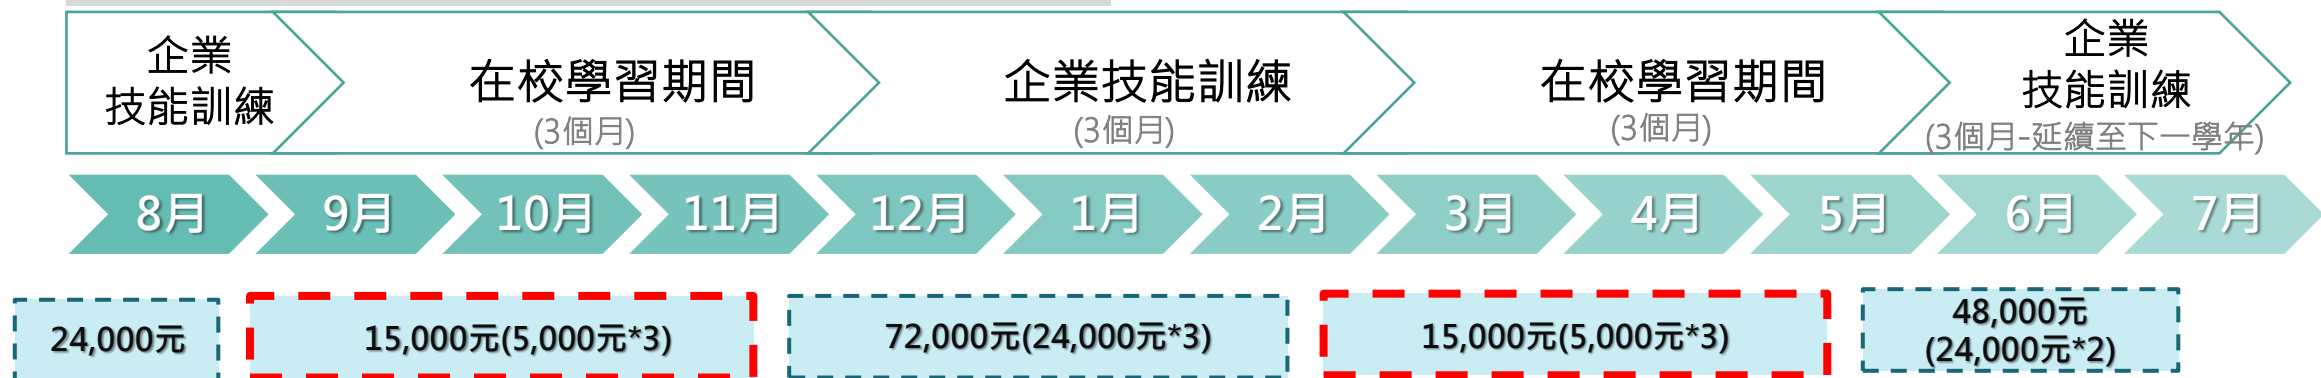 企業
技能訓練
在校學習期間
(3個月)
企業技能訓練
(3個月)
在校學習期間
(3個月)
企業
技能訓練
(3個月-延續至下一學年)
8月
9月
10月
11月
12月
1月
2月
3月
4月
5月
6月
7月
24,000元
15,000元(5,000元*3)
72,000元(24,000元*3)
15,000元(5,000元*3)
48,000元
(24,000元*2)